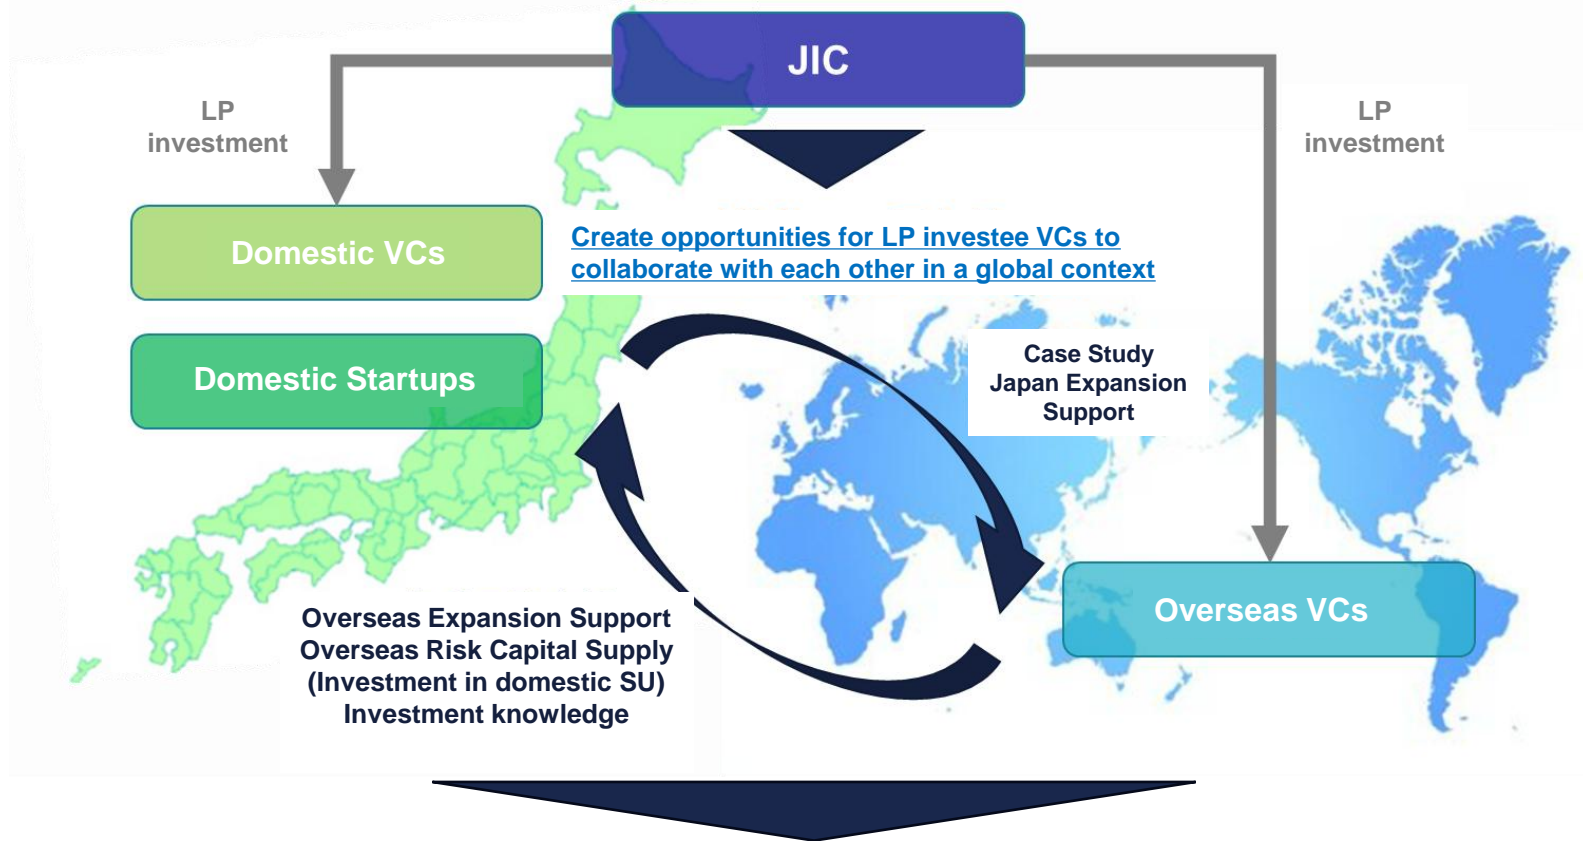 JIC
LP
investment
LP
investment
Domestic VCs
Create opportunities for LP investee VCs to
collaborate with each other in a global context
Domestic Startups
Case Study
Japan Expansion
Support
Overseas VCs
Overseas Expansion Support
Overseas Risk Capital Supply
(Investment in domestic SU)
Investment knowledge